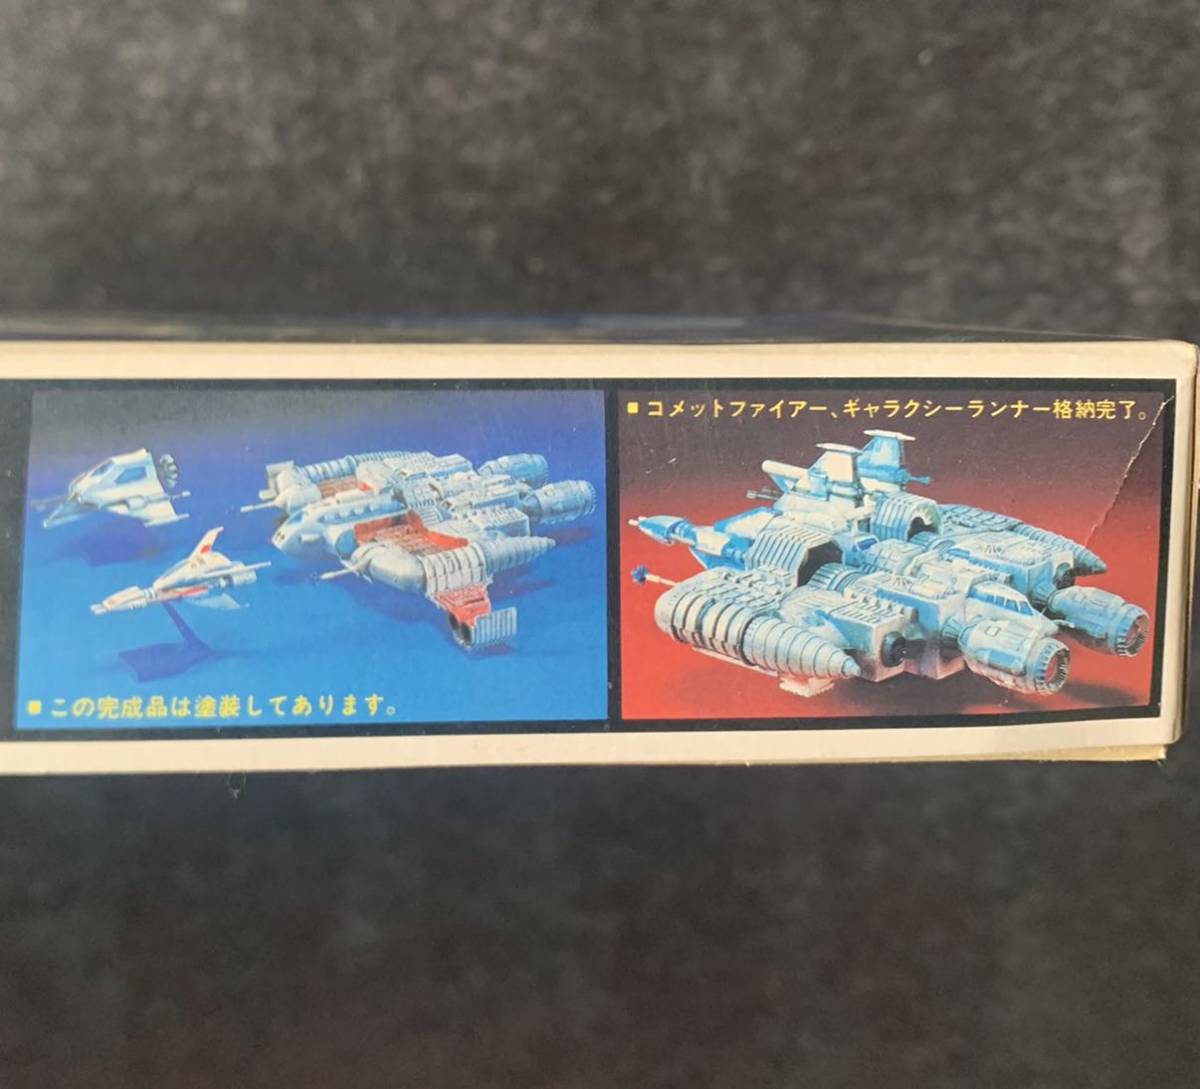 ■この完成品は塗装してあります。
■コメットファイアー、ギャラクシーランナー格納完了。